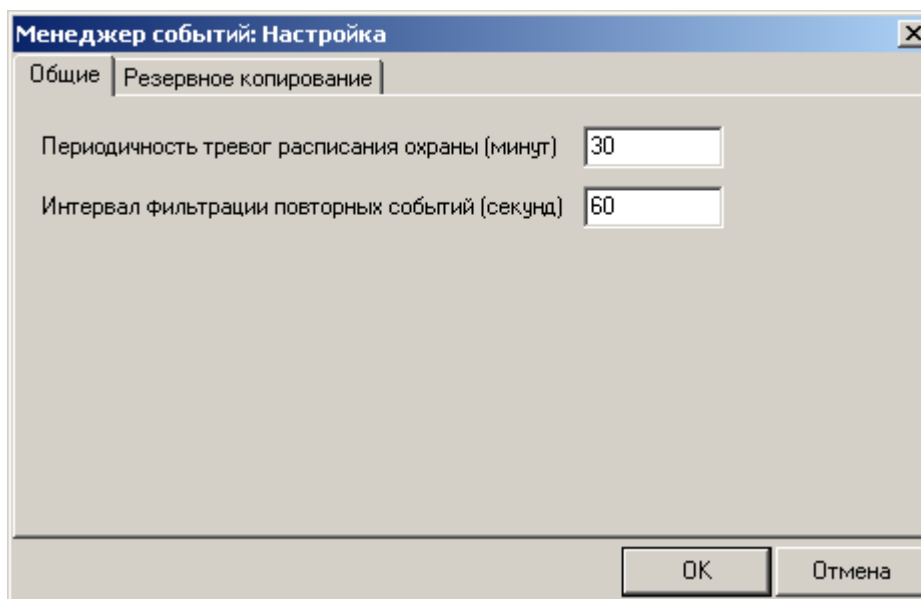 Менеджер событий: Настройка
Общие Резервное копирование
Периодичность тревог расписания охраны (минут) 30
Интервал фильтрации повторных событий (секунд) 60
OK Отмена